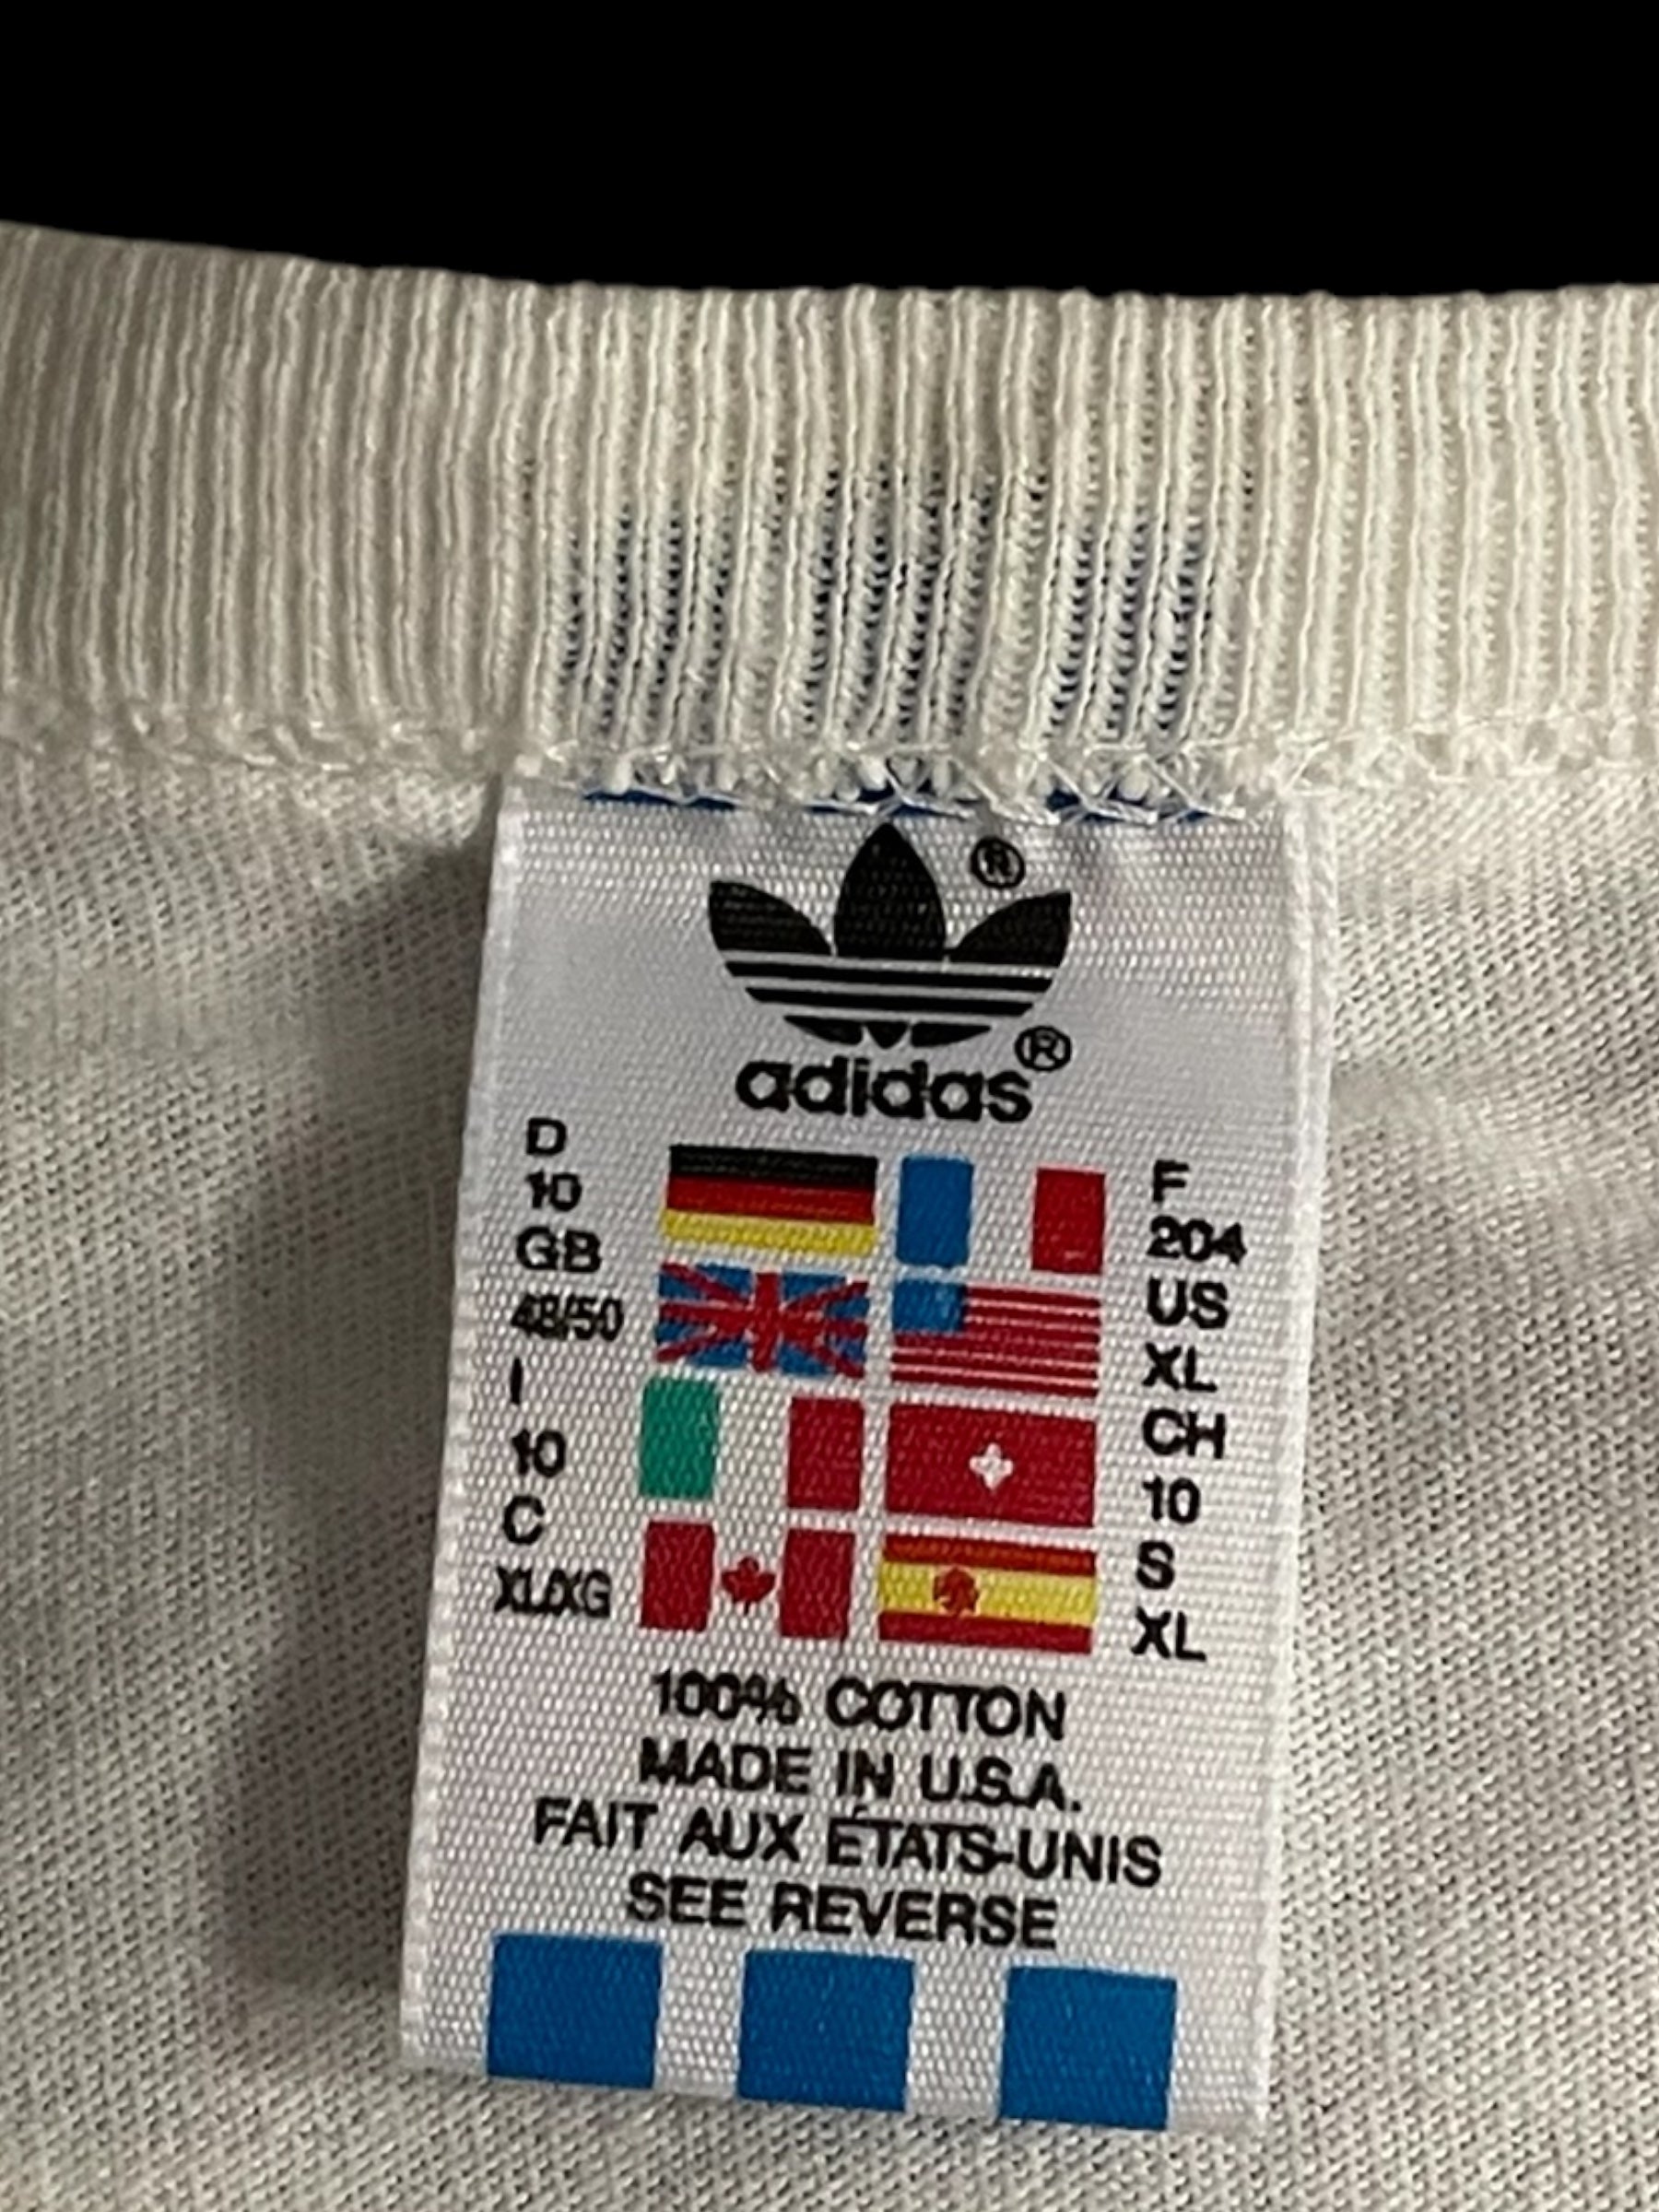 ®
adidas®
D
10
GB
48/50
I
10
C
XL/XG
F
204
US
XL
CH
10
S
XL
100% COTTON
MADE IN U.S.A.
FAIT AUX ÉTATS-UNIS
SEE REVERSE